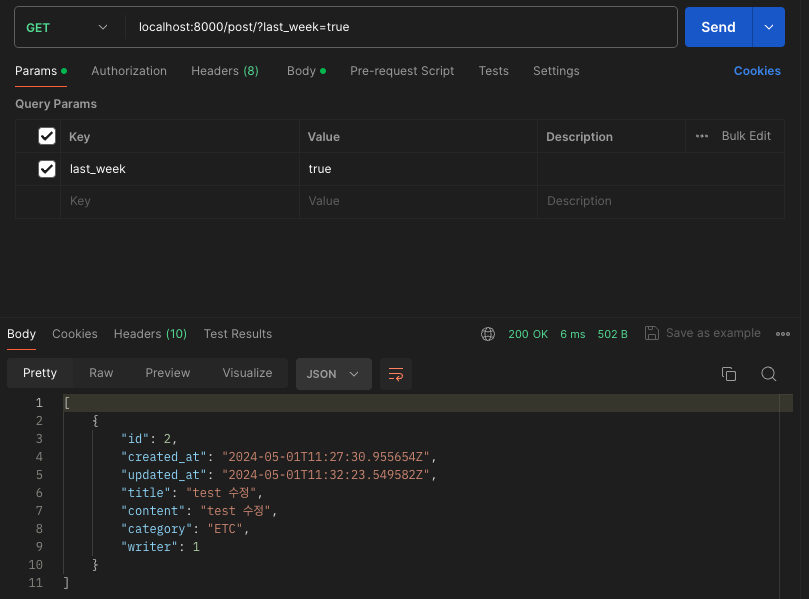 GET localhost:8000/post/?last_week=true Send
Params Authorization Headers (8) Body Pre-request Script Tests Settings Cookies
Query Params
Key Value Description ••• Bulk Edit
last_week true
Key Value Description
Body Cookies Headers (10) Test Results 200 OK 6 ms 502 B Save as example •••
Pretty Raw Preview Visualize JSON
1 [
2 {
3 "id": 2,
4 "created_at": "2024-05-01T11:27:30.955654Z",
5 "updated_at": "2024-05-01T11:32:23.549582Z",
6 "title": "test 수정",
7 "content": "test 수정",
8 "category": "ETC",
9 "writer": 1
10 }
11 ]